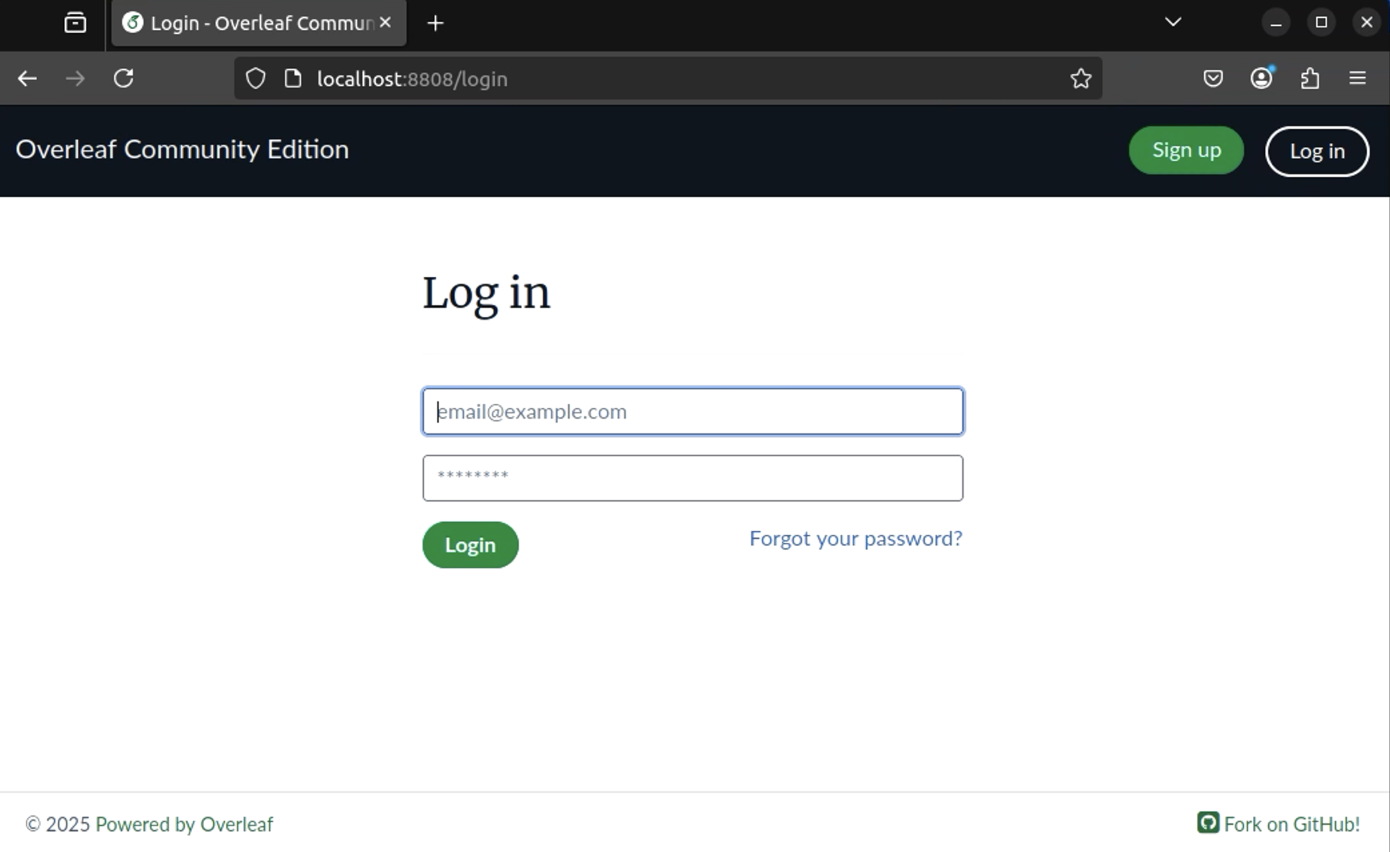 Login - Overleaf Commun
localhost:8808/login
Overleaf Community Edition
Sign up
Log in
Log in
email@example.com
********
Login
Forgot your password?
© 2025 Powered by Overleaf
Fork on GitHub!